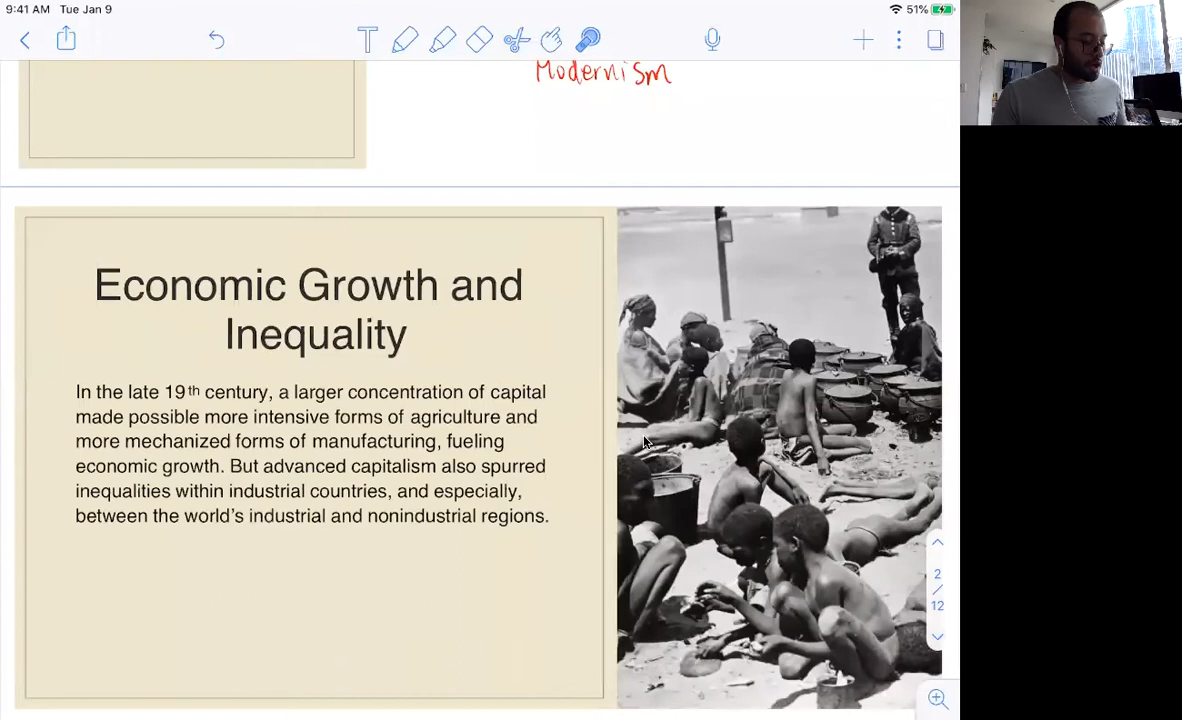 9:41 AM Tue Jan 9
51%
Modernism
Economic Growth and
Inequality
In the late 19th century, a larger concentration of capital
made possible more intensive forms of agriculture and
more mechanized forms of manufacturing, fueling
economic growth. But advanced capitalism also spurred
inequalities within industrial countries, and especially,
between the world's industrial and nonindustrial regions.
2
/
12